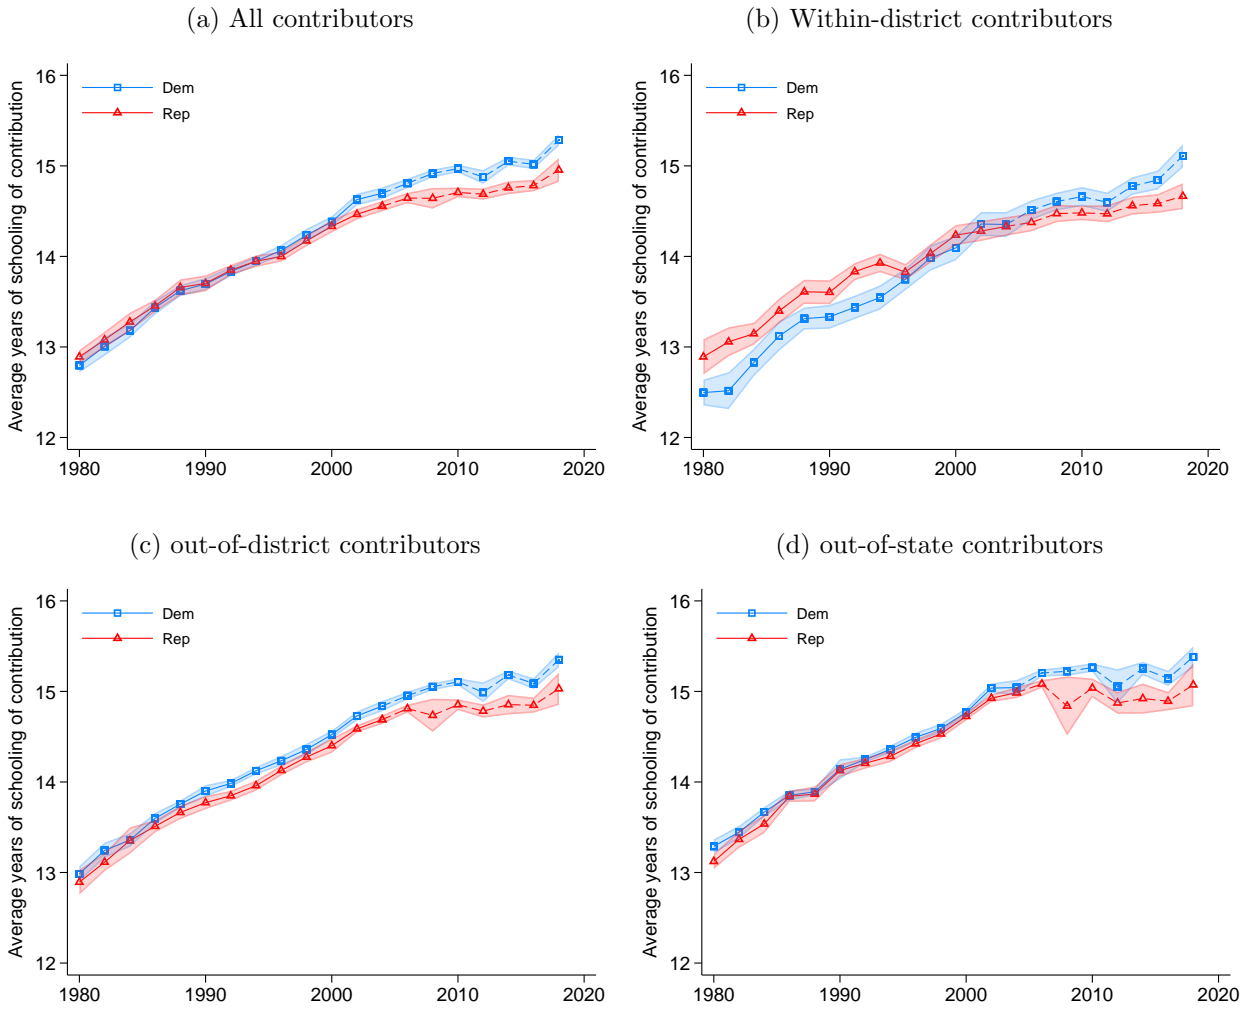 (a) All contributors
Average years of schooling of contribution
16
15
14
13
12
Dem
Rep
1980
1990
2000
2010
2020
(b) Within-district contributors
Average years of schooling of contribution
16
15
14
13
12
Dem
Rep
1980
1990
2000
2010
2020
(c) out-of-district contributors
Average years of schooling of contribution
16
15
14
13
12
Dem
Rep
1980
1990
2000
2010
2020
(d) out-of-state contributors
Average years of schooling of contribution
16
15
14
13
12
Dem
Rep
1980
1990
2000
2010
2020